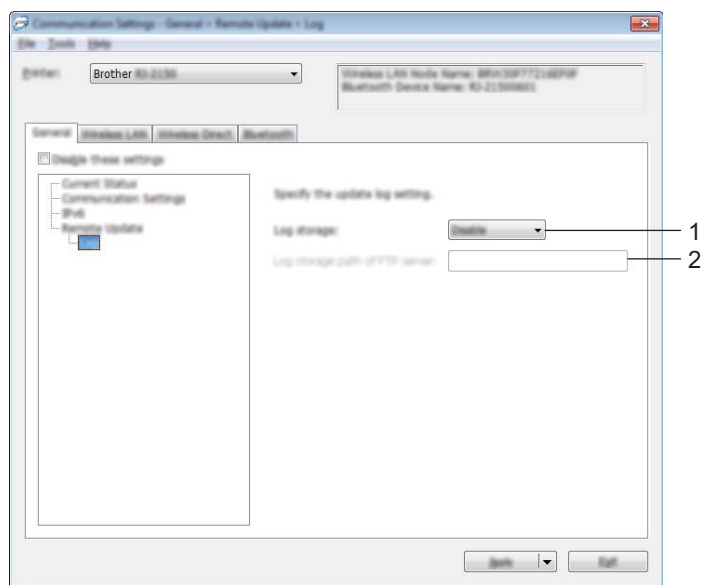 Communication Settings - General > Remote Update > Log
File Tools Help
Printer: Brother RJ-2150
Wireless LAN Node Name:
Bluetooth Device Name: RJ-21500601
General Wireless LAN Wireless Direct Bluetooth
Disable these settings
Current Status
Communication Settings
IPv6
Remote Update
Specify the update log setting.
Log storage: Disable 1
Log storage path of FTP server: 2
Apply Exit